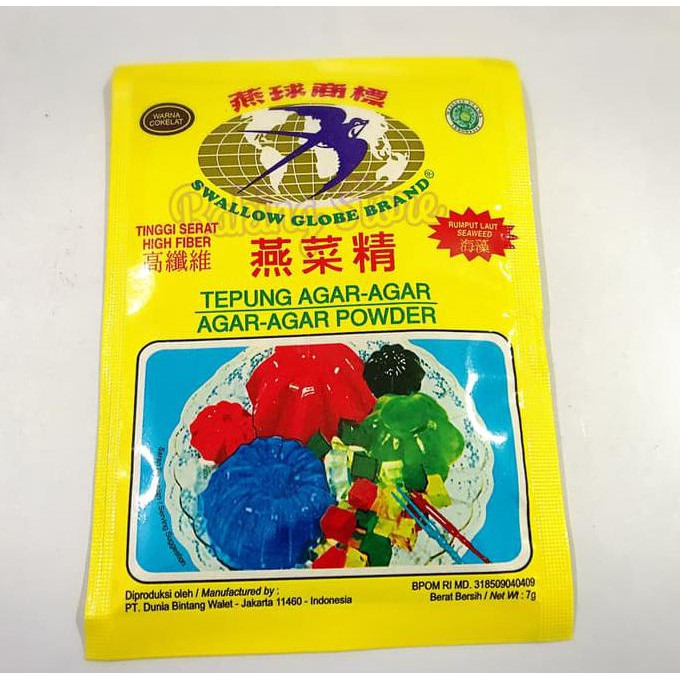 燕球商標
WARNA
COKELAT
SWALLOW GLOBE BRAND®
TINGGI SERAT
HIGH FIBER
高纖維
燕菜精
RUMPUT LAUT
SEAWEED
海藻
TEPUNG AGAR-AGAR
AGAR-AGAR POWDER
Diproduksi oleh / Manufactured by :
PT. Dunia Bintang Walet - Jakarta 11460 - Indonesia
BPOM RI MD. 318509040409
Berat Bersih / Net Wt : 7g